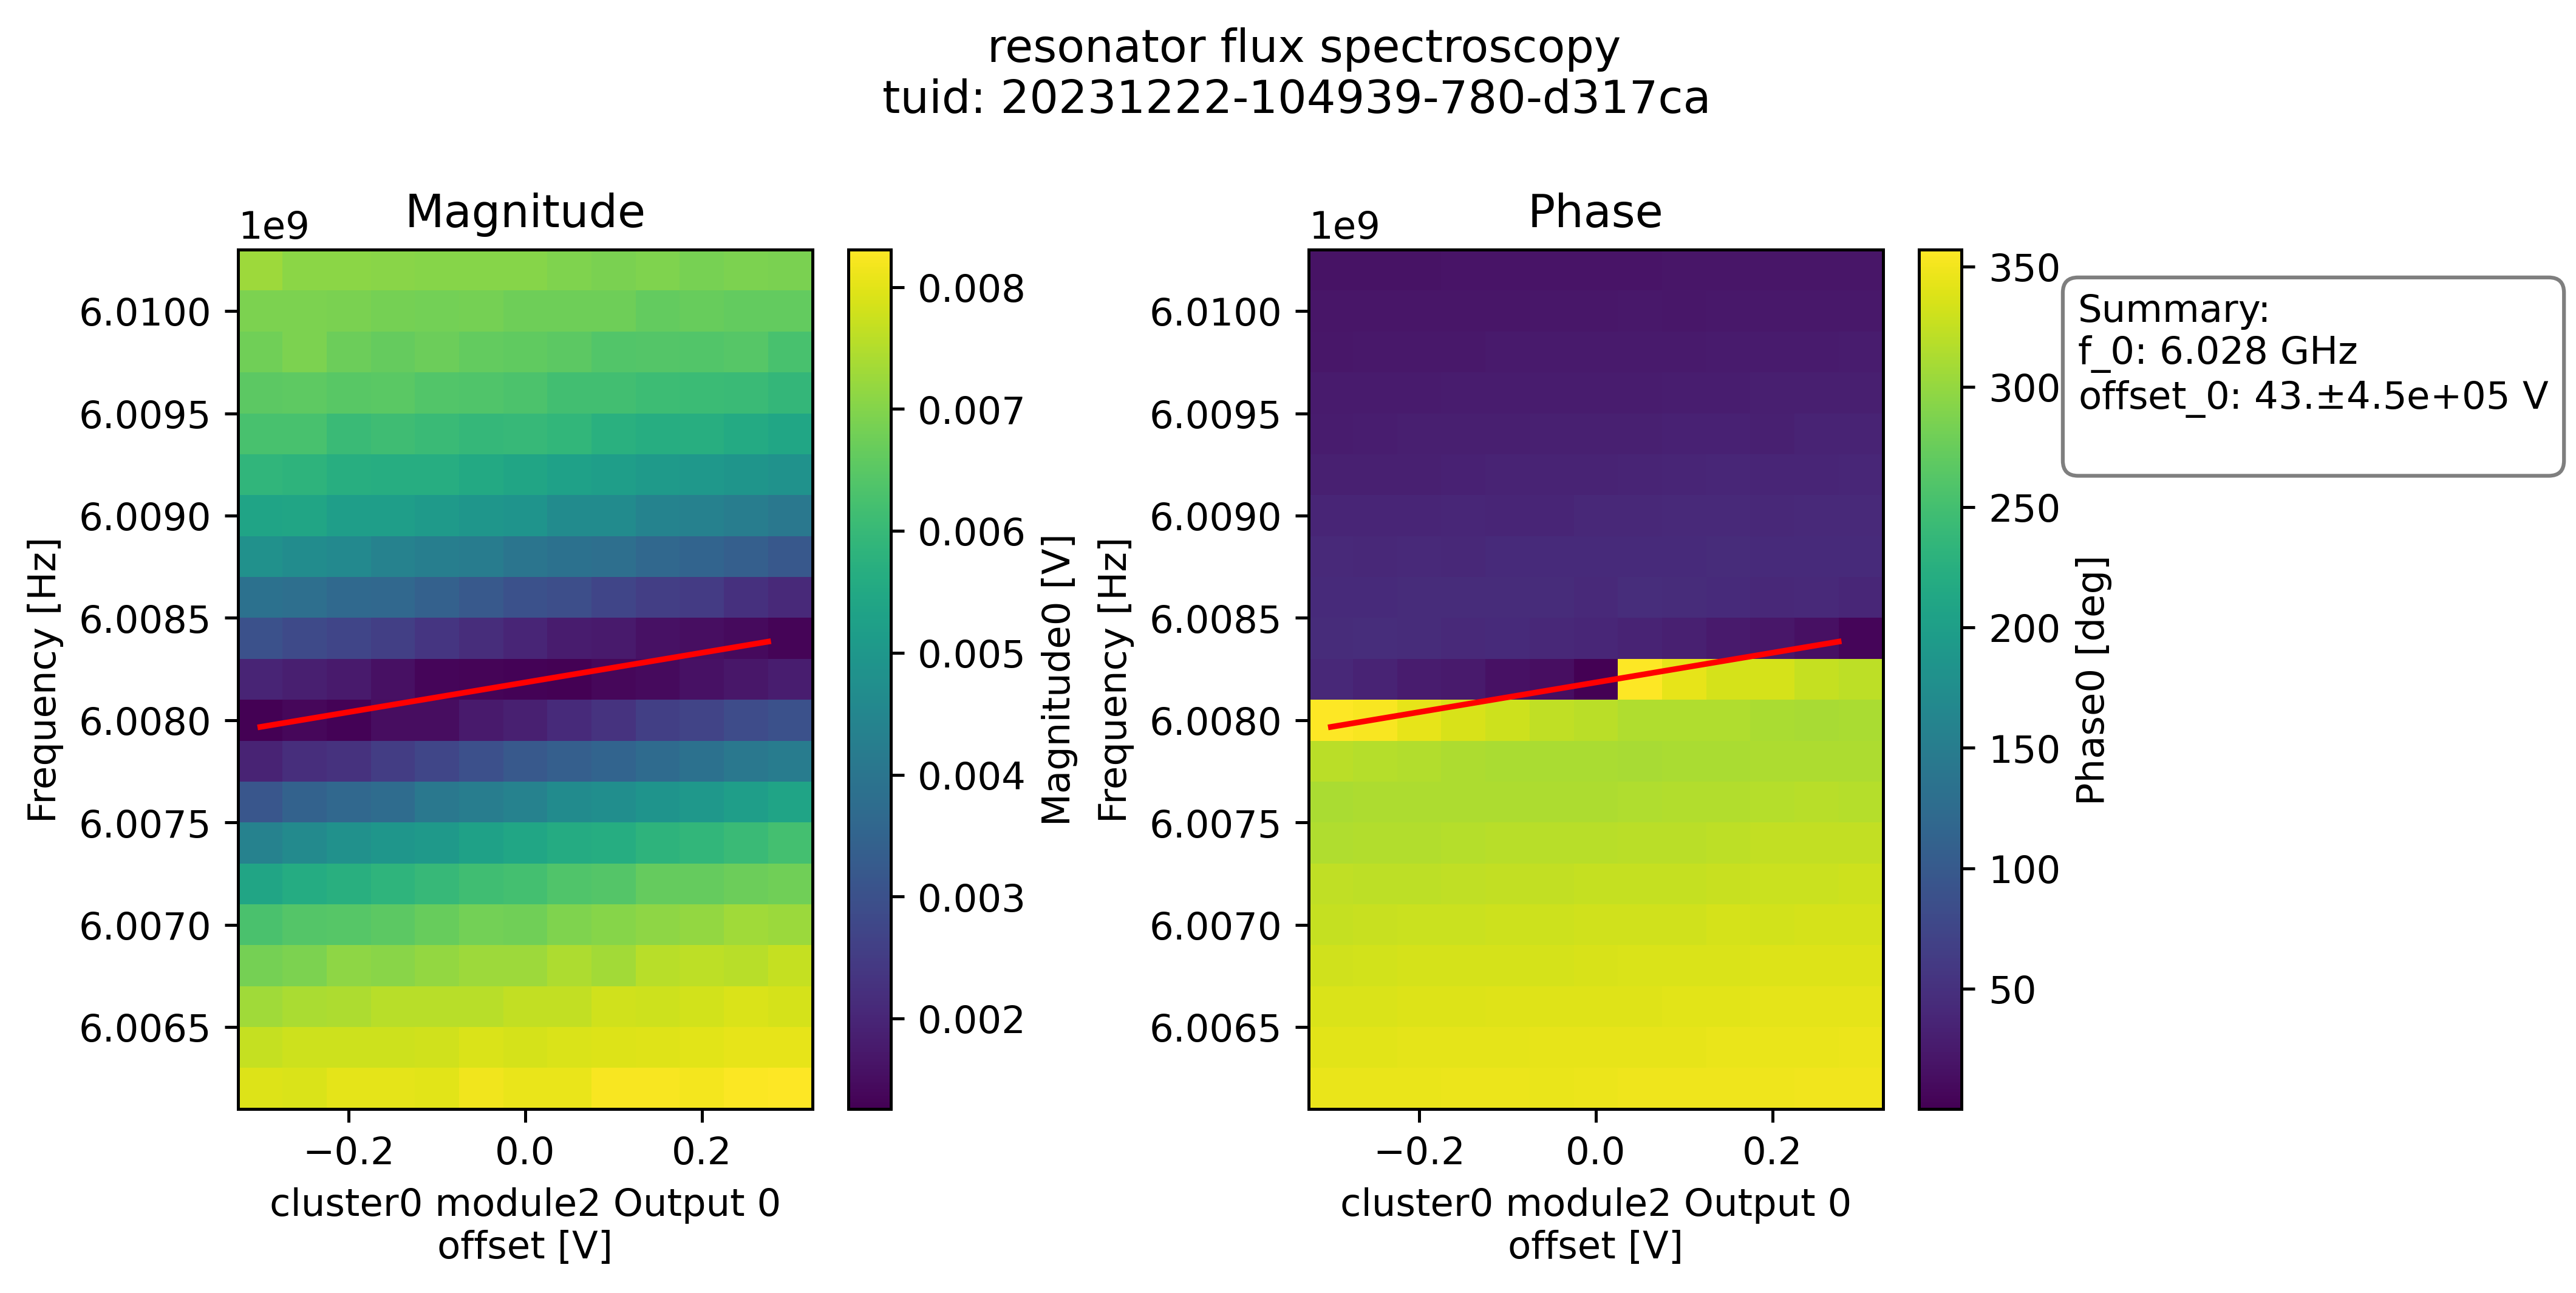 resonator flux spectroscopy
tuid: 20231222-104939-780-d317ca
Magnitude
1e9
6.0100
6.0095
6.0090
6.0085
6.0080
6.0075
6.0070
6.0065
Frequency [Hz]
−0.2
0.0
0.2
cluster0 module2 Output 0
offset [V]
0.008
0.007
0.006
0.005
0.004
0.003
0.002
Magnitude0 [V]
Phase
1e9
6.0100
6.0095
6.0090
6.0085
6.0080
6.0075
6.0070
6.0065
Frequency [Hz]
−0.2
0.0
0.2
cluster0 module2 Output 0
offset [V]
350
300
250
200
150
100
50
Phase0 [deg]
Summary:
f_0: 6.028 GHz
offset_0: 43.±4.5e+05 V